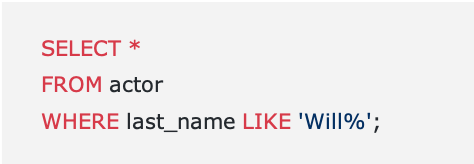 SELECT *
FROM actor
WHERE last_name LIKE 'Will%';